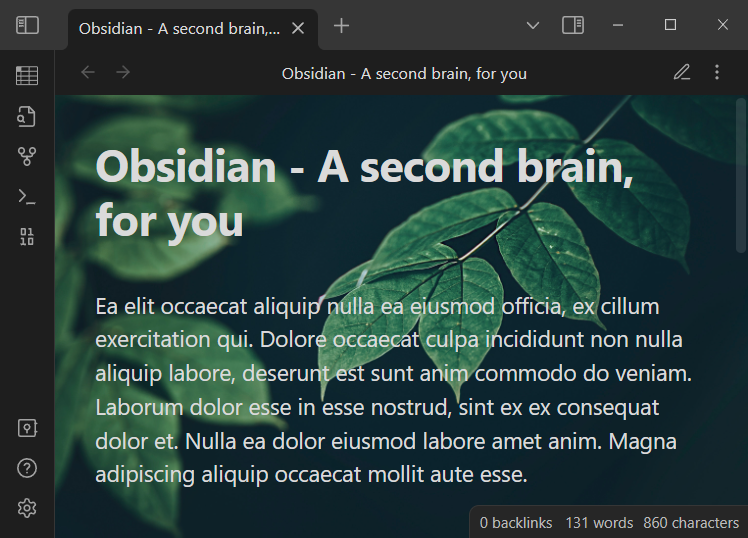 Obsidian - A second brain,...
Obsidian - A second brain, for you
Obsidian - A second brain,
for you
Ea elit occaecat aliquip nulla ea eiusmod officia, ex cillum
exercitation qui. Dolore occaecat culpa incididunt non nulla
aliquip labore, deserunt est sunt anim commodo do veniam.
Laborum dolor esse in esse nostrud, sint ex ex consequat
dolor et. Nulla ea dolor eiusmod labore amet anim. Magna
adipiscing aliquip occaecat mollit aute esse.
0 backlinks 131 words 860 characters